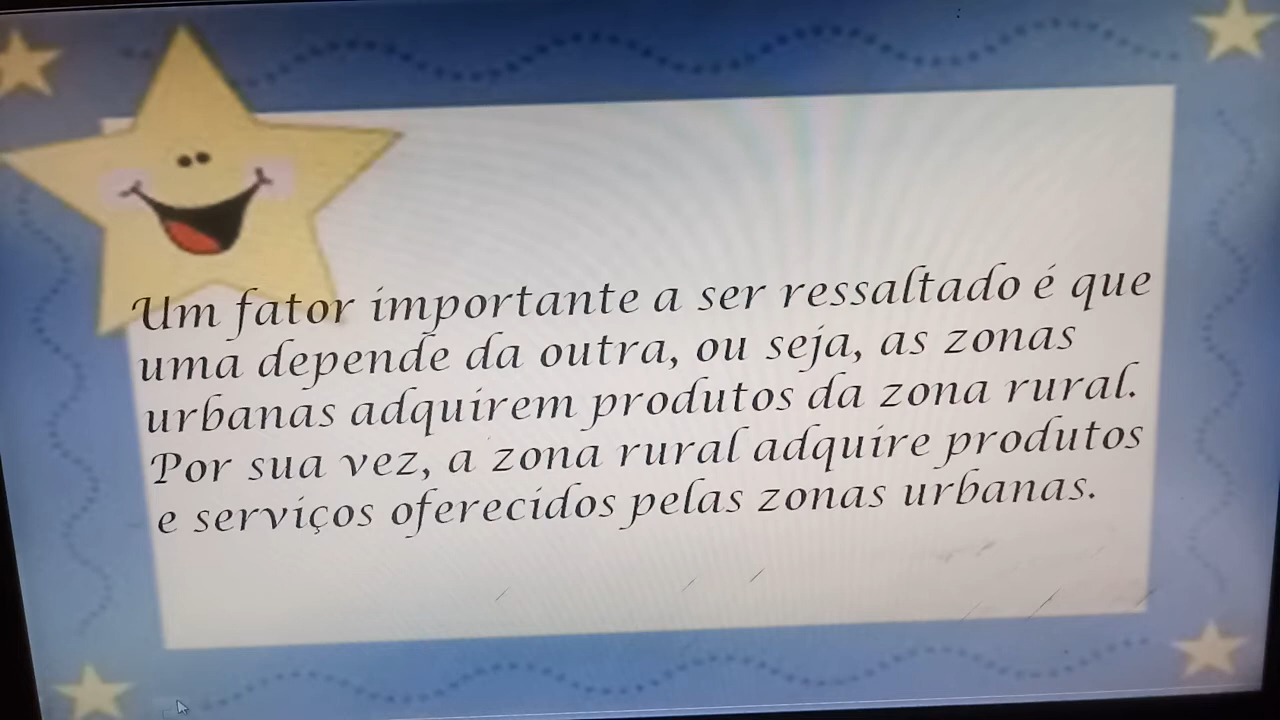 Um fator importante a ser ressaltado é que
uma depende da outra, ou seja, as zonas
urbanas adquirem produtos da zona rural.
Por sua vez, a zona rural adquire produtos
e serviços oferecidos pelas zonas urbanas.